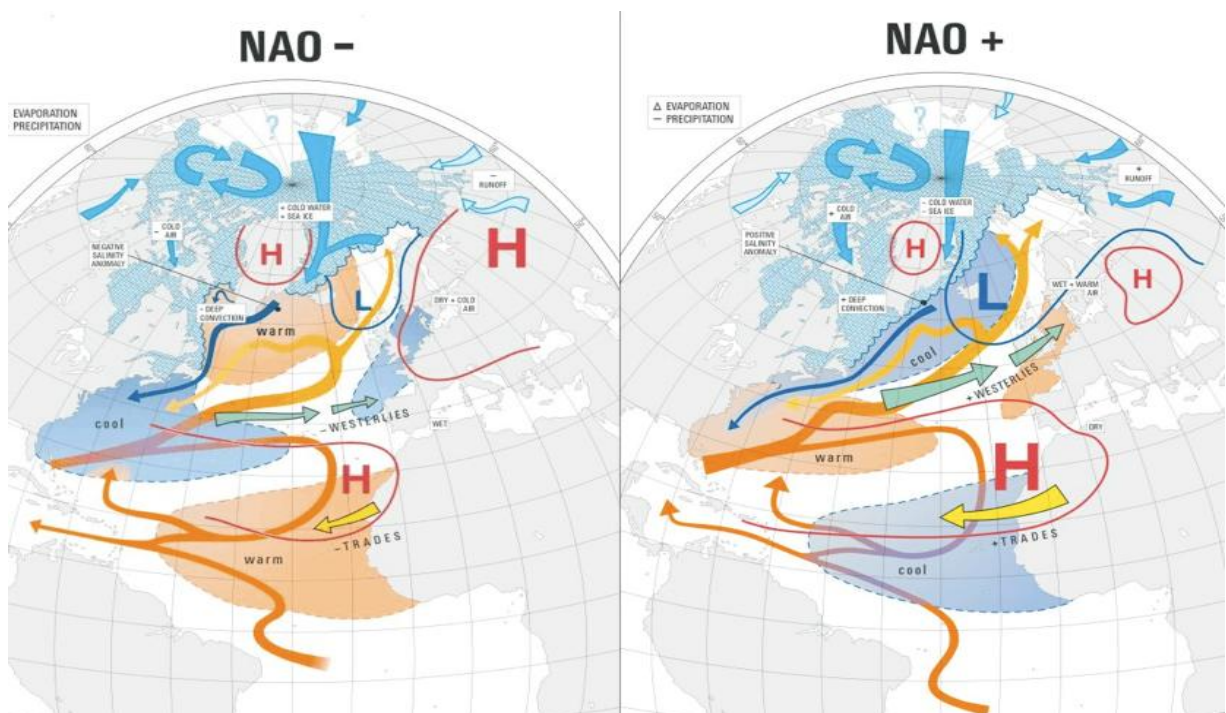 NAO –
EVAPORATION
PRECIPITATION
?
–
RUNOFF
+ COLD WATER
+ SEA ICE
– COLD
AIR
NEGATIVE
SALINITY
ANOMALY
H
H
L
DRY + COLD
AIR
– DEEP
CONVECTION
warm
cool
– WESTERLIES
WET
H
– TRADES
warm
NAO +
△ EVAPORATION
– PRECIPITATION
?
+
RUNOFF
– COLD WATER
– SEA ICE
+ COLD
AIR
POSITIVE
SALINITY
ANOMALY
H
H
L
WET + WARM
AIR
+ DEEP
CONVECTION
cool
+ WESTERLIES
DRY
warm
H
+ TRADES
cool